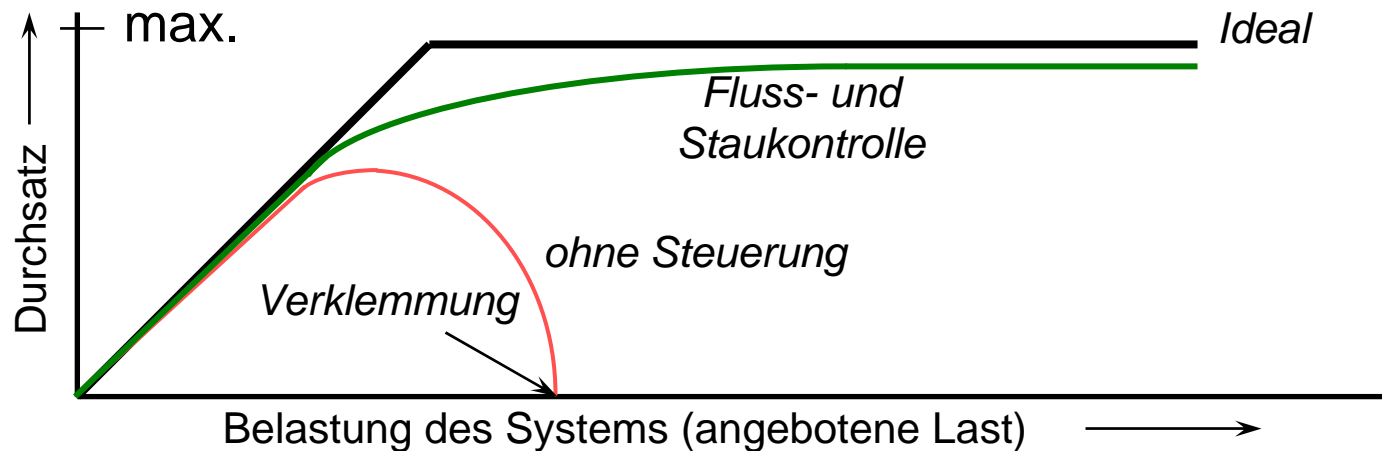 max.
Ideal
Fluss- und
Staukontrolle
Durchsatz
ohne Steuerung
Verklemmung
Belastung des Systems (angebotene Last)